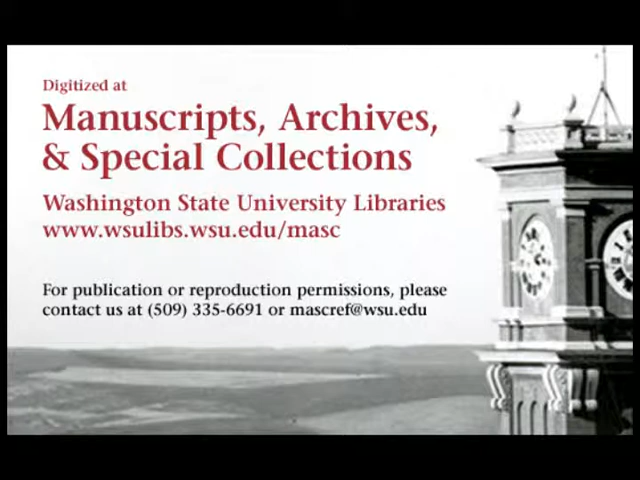 Digitized at
Manuscripts, Archives,
& Special Collections
Washington State University Libraries
www.wsulibs.wsu.edu/masc
For publication or reproduction permissions, please
contact us at (509) 335-6691 or mascref@wsu.edu